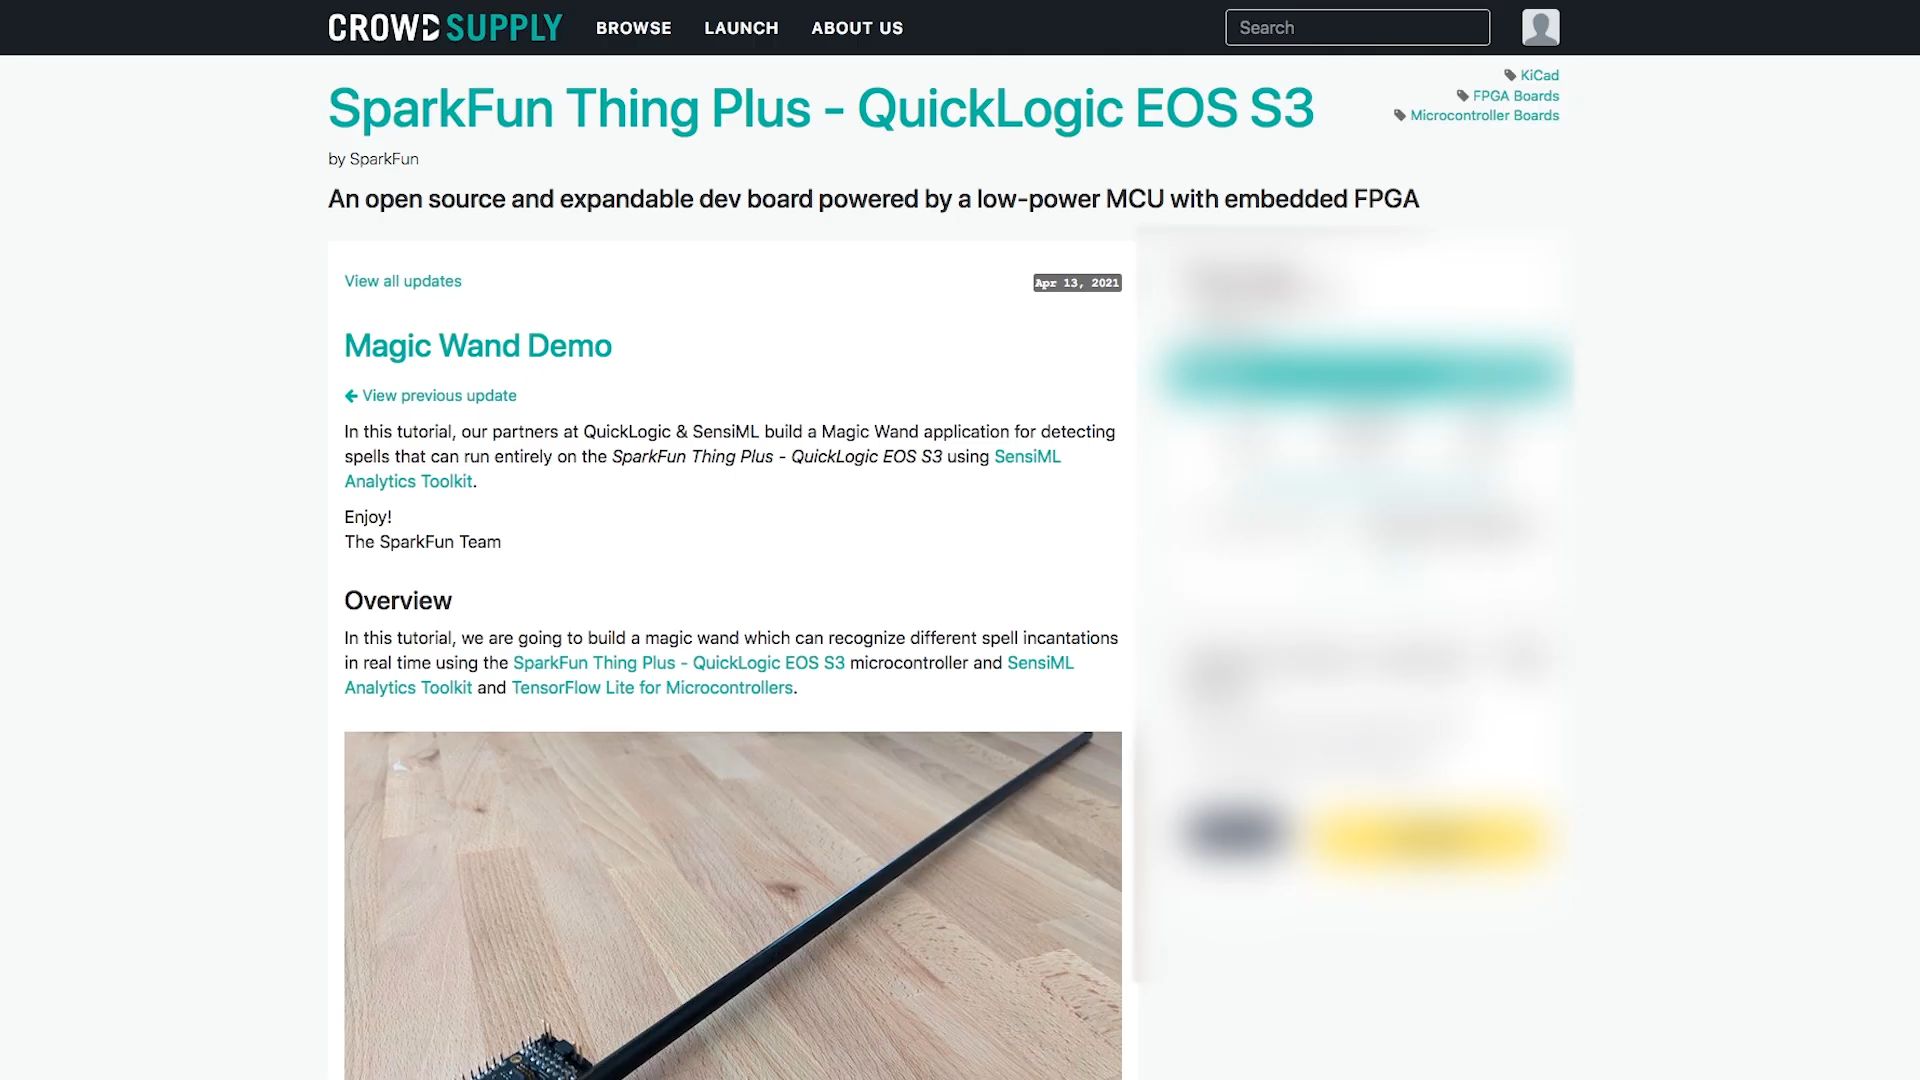 CROWD SUPPLY BROWSE LAUNCH ABOUT US Search
KiCad
FPGA Boards
Microcontroller Boards
SparkFun Thing Plus - QuickLogic EOS S3
by SparkFun
An open source and expandable dev board powered by a low-power MCU with embedded FPGA
View all updates
Apr 13, 2021
Magic Wand Demo
View previous update
In this tutorial, our partners at QuickLogic & SensiML build a Magic Wand application for detecting
spells that can run entirely on the SparkFun Thing Plus - QuickLogic EOS S3 using SensiML
Analytics Toolkit.
Enjoy!
The SparkFun Team
Overview
In this tutorial, we are going to build a magic wand which can recognize different spell incantations
in real time using the SparkFun Thing Plus - QuickLogic EOS S3 microcontroller and SensiML
Analytics Toolkit and TensorFlow Lite for Microcontrollers.